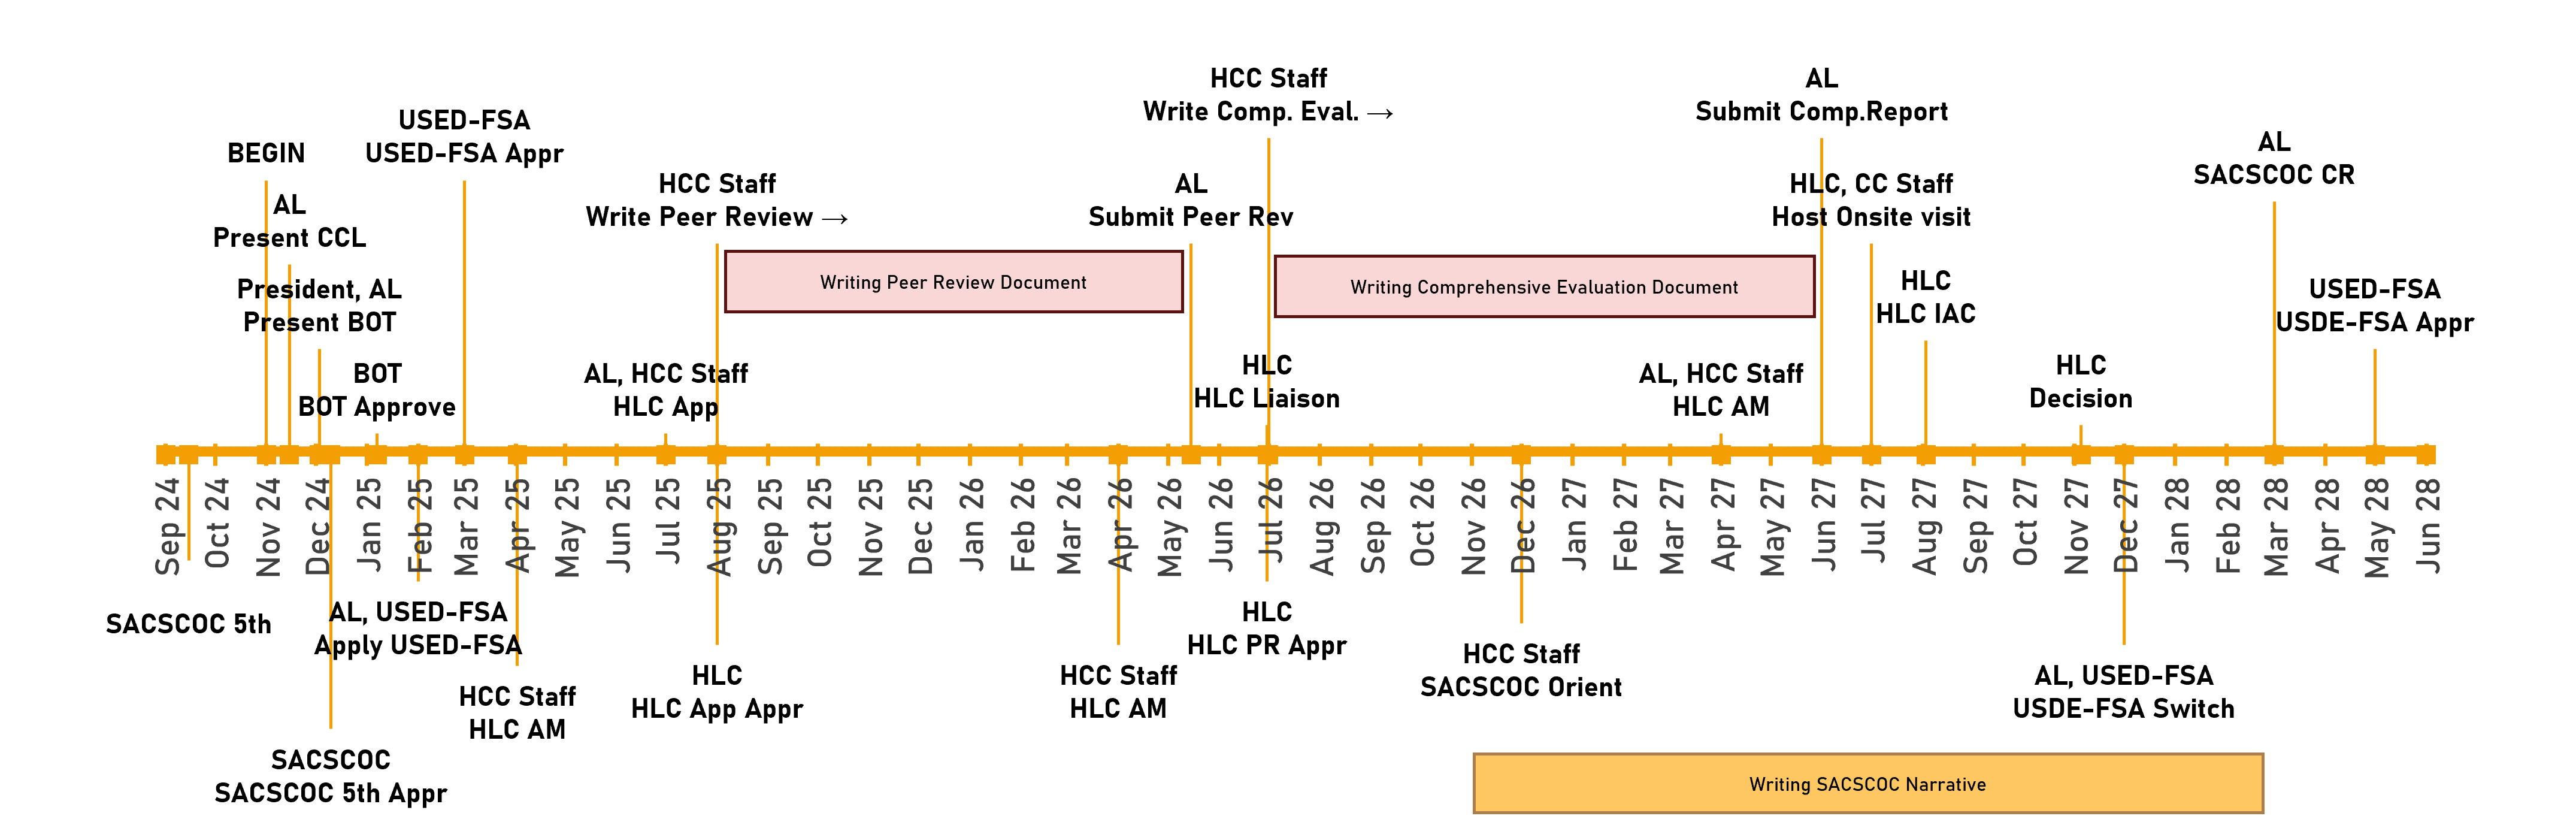 HCC Staff
Write Comp. Eval. →
AL
Submit Comp.Report
USED-FSA
USED-FSA Appr
BEGIN
AL
SACSCOC CR
HCC Staff
Write Peer Review →
AL
Submit Peer Rev
HLC, CC Staff
Host Onsite visit
AL
Present CCL
President, AL
Present BOT
Writing Peer Review Document
Writing Comprehensive Evaluation Document
HLC
HLC IAC
USED-FSA
USDE-FSA Appr
BOT
BOT Approve
AL, HCC Staff
HLC App
HLC
HLC Liaison
AL, HCC Staff
HLC AM
HLC
Decision
Sep 24
Oct 24
Nov 24
Dec 24
Jan 25
Feb 25
Mar 25
Apr 25
May 25
Jun 25
Jul 25
Aug 25
Sep 25
Oct 25
Nov 25
Dec 25
Jan 26
Feb 26
Mar 26
Apr 26
May 26
Jun 26
Jul 26
Aug 26
Sep 26
Oct 26
Nov 26
Dec 26
Jan 27
Feb 27
Mar 27
Apr 27
May 27
Jun 27
Jul 27
Aug 27
Sep 27
Oct 27
Nov 27
Dec 27
Jan 28
Feb 28
Mar 28
Apr 28
May 28
Jun 28
SACSCOC 5th
AL, USED-FSA
Apply USED-FSA
HCC Staff
HLC AM
SACSCOC
SACSCOC 5th Appr
HLC
HLC App Appr
HCC Staff
HLC AM
HLC
HLC PR Appr
HCC Staff
SACSCOC Orient
AL, USED-FSA
USDE-FSA Switch
Writing SACSCOC Narrative